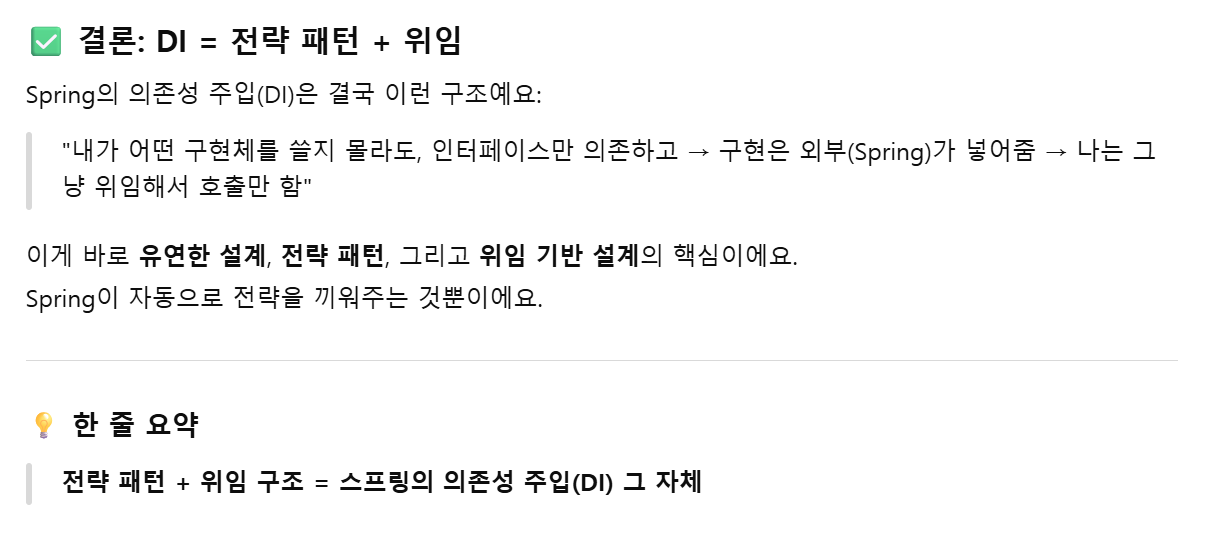 ✅ 결론: DI = 전략 패턴 + 위임
Spring의 의존성 주입(DI)은 결국 이런 구조예요:
"내가 어떤 구현체를 쓸지 몰라도, 인터페이스만 의존하고 → 구현은 외부(Spring)가 넣어줌 → 나는 그
냥 위임해서 호출만 함"
이게 바로 유연한 설계, 전략 패턴, 그리고 위임 기반 설계의 핵심이에요.
Spring이 자동으로 전략을 끼워주는 것뿐이에요.
💡 한 줄 요약
전략 패턴 + 위임 구조 = 스프링의 의존성 주입(DI) 그 자체